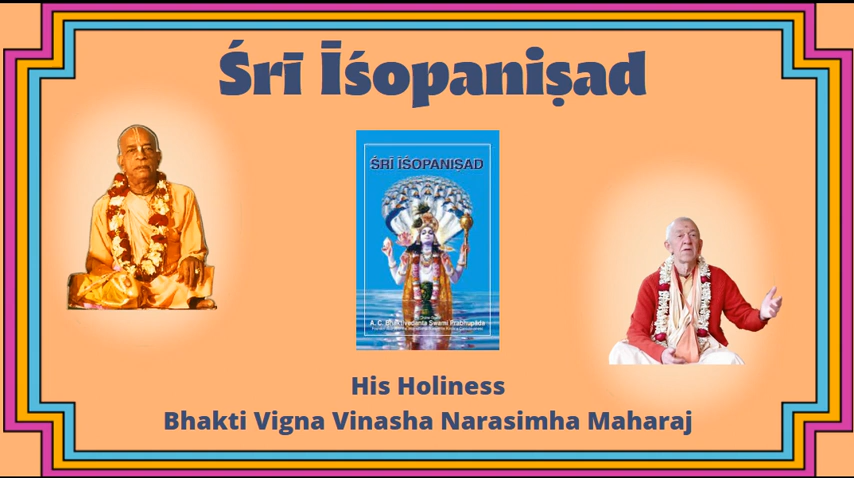 Śrī Īśopaniṣad
ŚRĪ ĪŚOPANIṢAD
A. C. Bhaktivedanta Swami Prabhupāda
His Holiness
Bhakti Vigna Vinasha Narasimha Maharaj